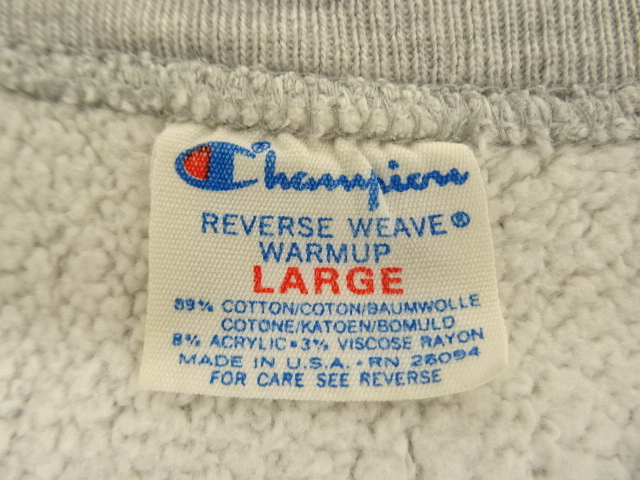 Champion
REVERSE WEAVE®
WARMUP
LARGE
89% COTTON/COTON/BAUMWOLLE
COTONE/KATOEN/BOMULD
8% ACRYLIC • 3% VISCOSE RAYON
MADE IN U.S.A. - RN 26094
FOR CARE SEE REVERSE